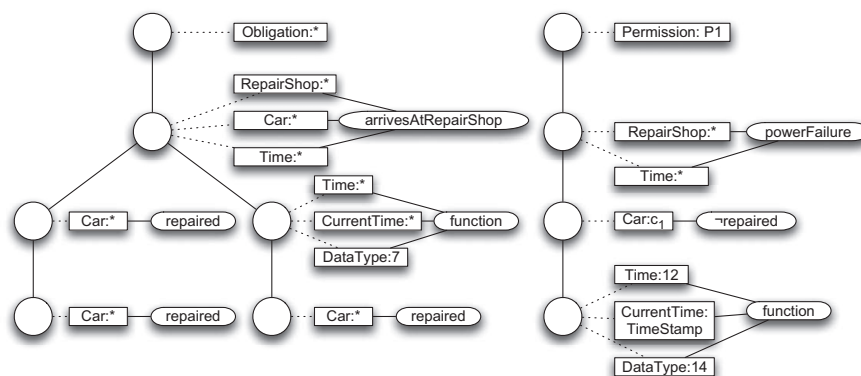 Obligation:*
RepairShop:*
Car:*
arrivesAtRepairShop
Time:*
Car:*
repaired
Time:*
CurrentTime:*
function
DataType:7
Car:*
repaired
Car:*
repaired
Permission: P1
RepairShop:*
powerFailure
Time:*
Car:c1
¬repaired
Time:12
CurrentTime:
TimeStamp
function
DataType:14